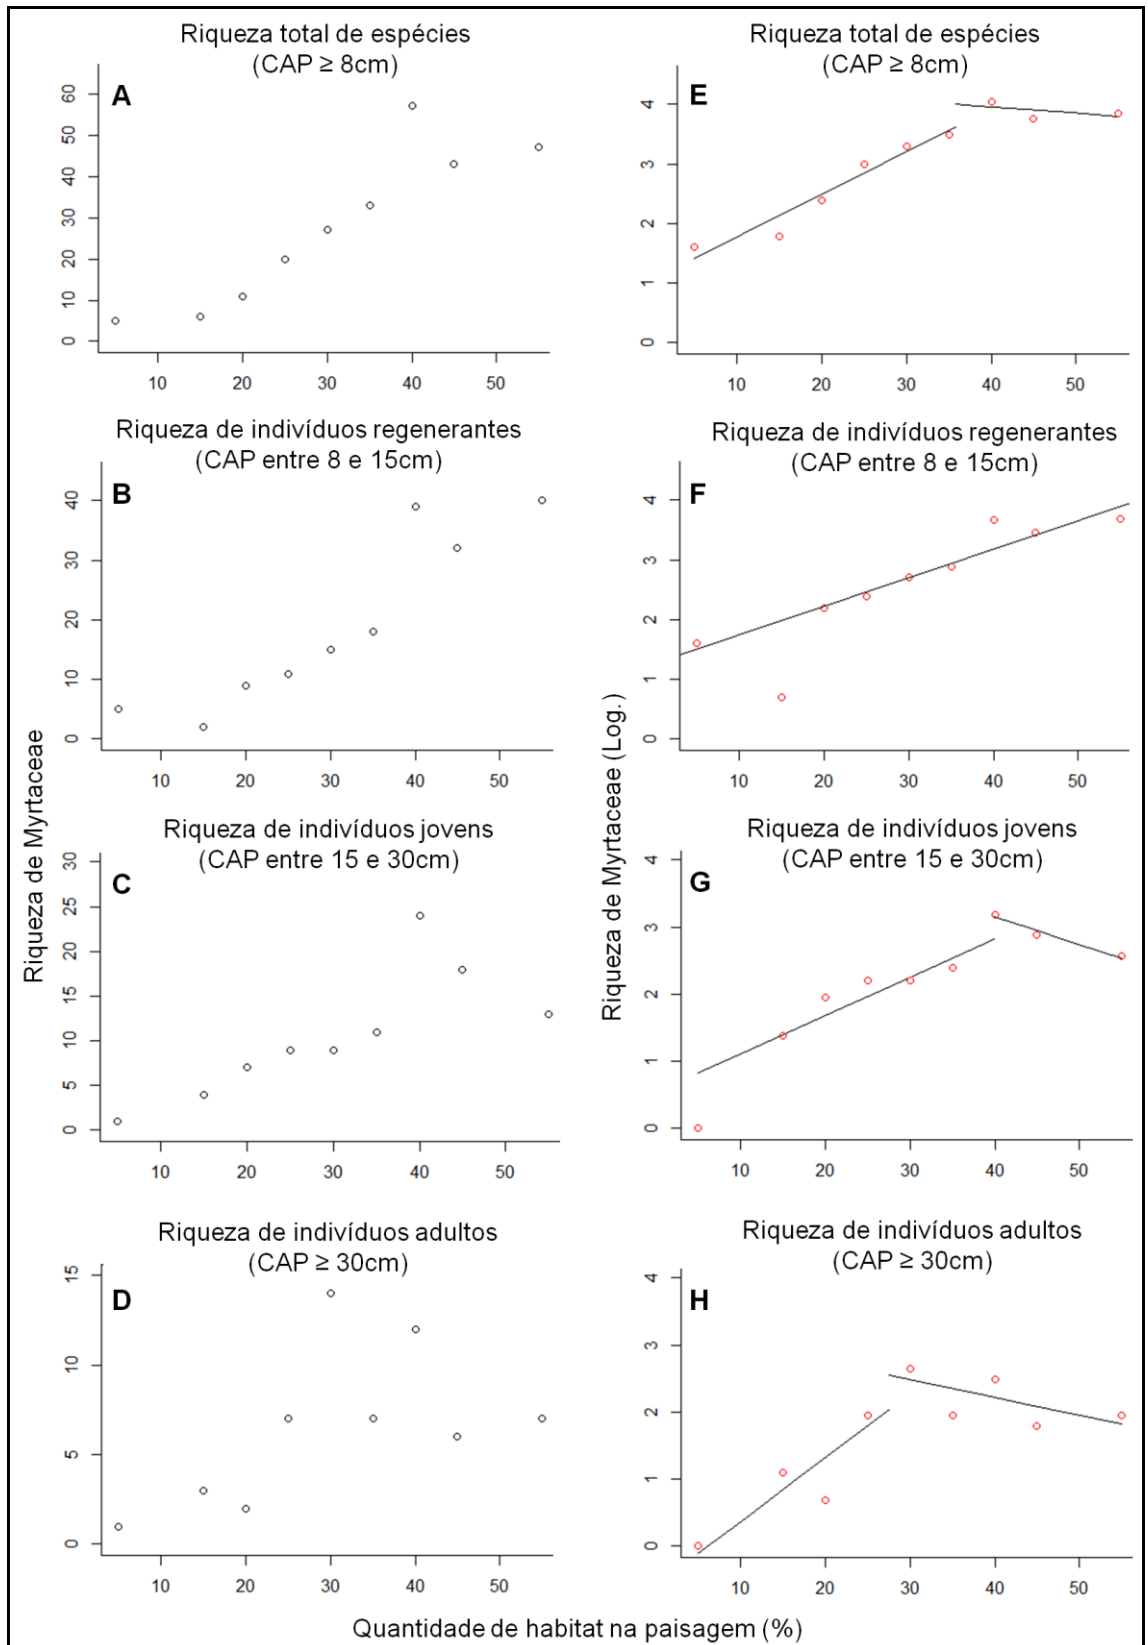 Riqueza total de espécies
(CAP ≥ 8cm)
A
60
50
40
30
20
10
0
10 20 30 40 50
Riqueza total de espécies
(CAP ≥ 8cm)
E
4
3
2
1
0
10 20 30 40 50
Riqueza de indivíduos regenerantes
(CAP entre 8 e 15cm)
B
40
30
20
10
0
10 20 30 40 50
Riqueza de indivíduos regenerantes
(CAP entre 8 e 15cm)
F
4
3
2
1
0
10 20 30 40 50
Riqueza de Myrtaceae
Riqueza de Myrtaceae (Log.)
Riqueza de indivíduos jovens
(CAP entre 15 e 30cm)
C
30
25
20
15
10
5
0
10 20 30 40 50
Riqueza de indivíduos jovens
(CAP entre 15 e 30cm)
G
4
3
2
1
0
10 20 30 40 50
Riqueza de indivíduos adultos
(CAP ≥ 30cm)
D
15
10
5
0
10 20 30 40 50
Riqueza de indivíduos adultos
(CAP ≥ 30cm)
H
4
3
2
1
0
10 20 30 40 50
Quantidade de habitat na paisagem (%)